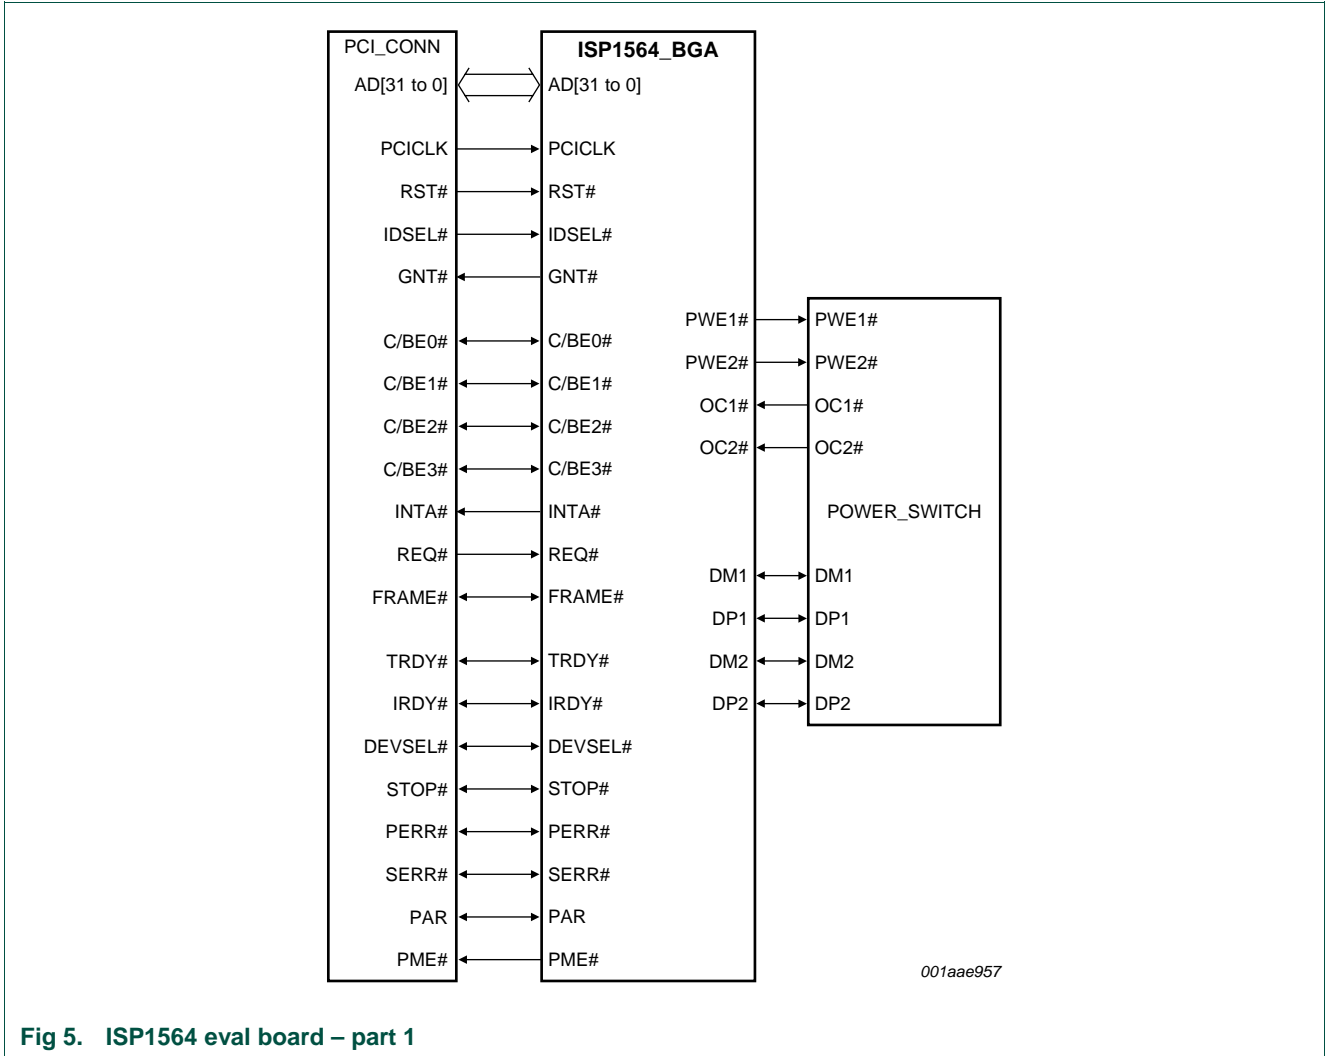 PCI_CONN
ISP1564_BGA
AD[31 to 0] AD[31 to 0]
PCICLK PCICLK
RST# RST#
IDSEL# IDSEL#
GNT# GNT#
PWE1# PWE1#
C/BE0# C/BE0#
PWE2# PWE2#
C/BE1# C/BE1#
OC1# OC1#
C/BE2# C/BE2#
OC2# OC2#
C/BE3# C/BE3#
INTA# INTA#
POWER_SWITCH
REQ# REQ#
DM1 DM1
FRAME# FRAME#
DP1 DP1
TRDY# TRDY#
DM2 DM2
IRDY# IRDY#
DP2 DP2
DEVSEL# DEVSEL#
STOP# STOP#
PERR# PERR#
SERR# SERR#
PAR PAR
PME# PME#
001aae957
Fig 5. ISP1564 eval board – part 1